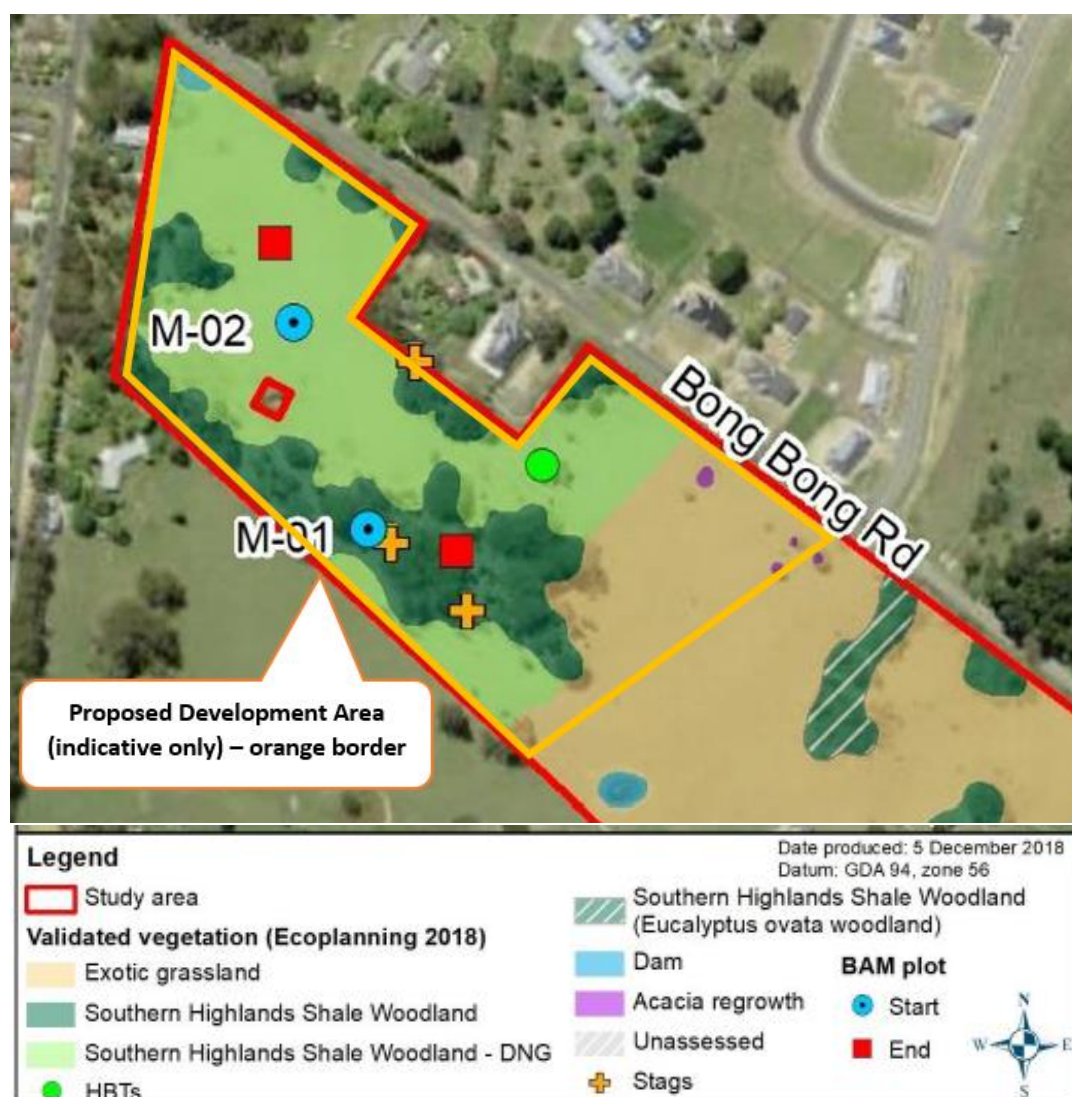 M-02
Bong Bong Rd
M-01
Proposed Development Area
(indicative only) – orange border
Legend
Study area
Validated vegetation (Ecoplanning 2018)
Exotic grassland
Southern Highlands Shale Woodland
Southern Highlands Shale Woodland - DNG
HBTs
Date produced: 5 December 2018
Datum: GDA 94, zone 56
Southern Highlands Shale Woodland
(Eucalyptus ovata woodland)
Dam
Acacia regrowth
Unassessed
Stags
BAM plot
Start
End
N
W E
S